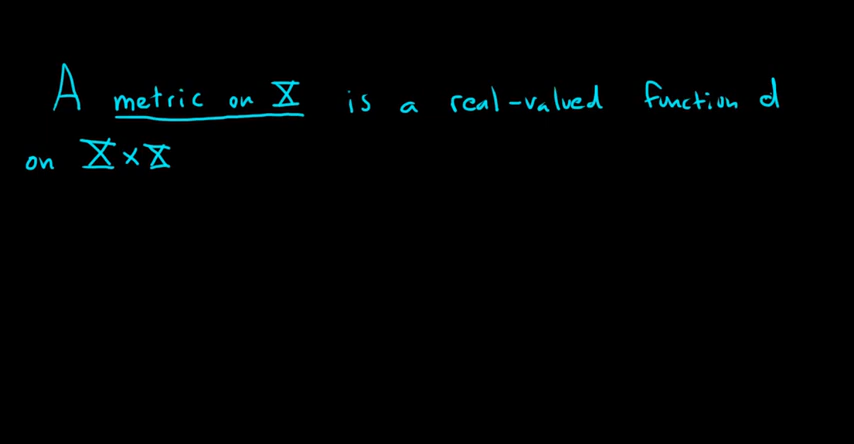 A metric on X is a real-valued function d
on X × X